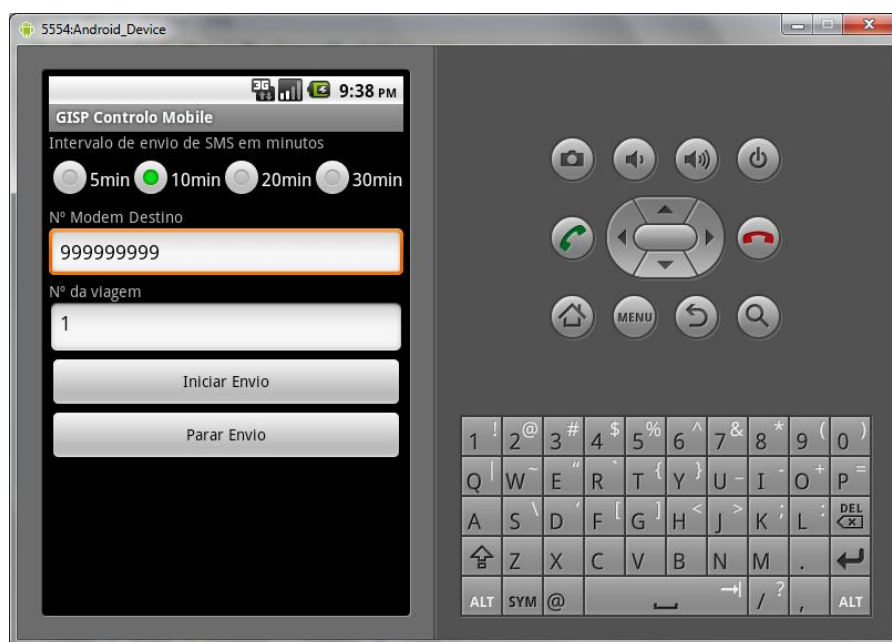 5554:Android_Device
3G 9:38 PM
GISP Controlo Mobile
Intervalo de envio de SMS em minutos
5min 10min 20min 30min
Nº Modem Destino
999999999
Nº da viagem
1
Iniciar Envio
Parar Envio
MENU
1 ! 2 @ 3 # 4 $ 5 % 6 ^ 7 & 8 * 9 ( 0 )
Q | W ~ E " R ` T { Y } U _ I - O + P =
A S \ D ' F [ G ] H < J > K ; L : DEL
Z X C V B N M .
ALT SYM @ / ? , ALT